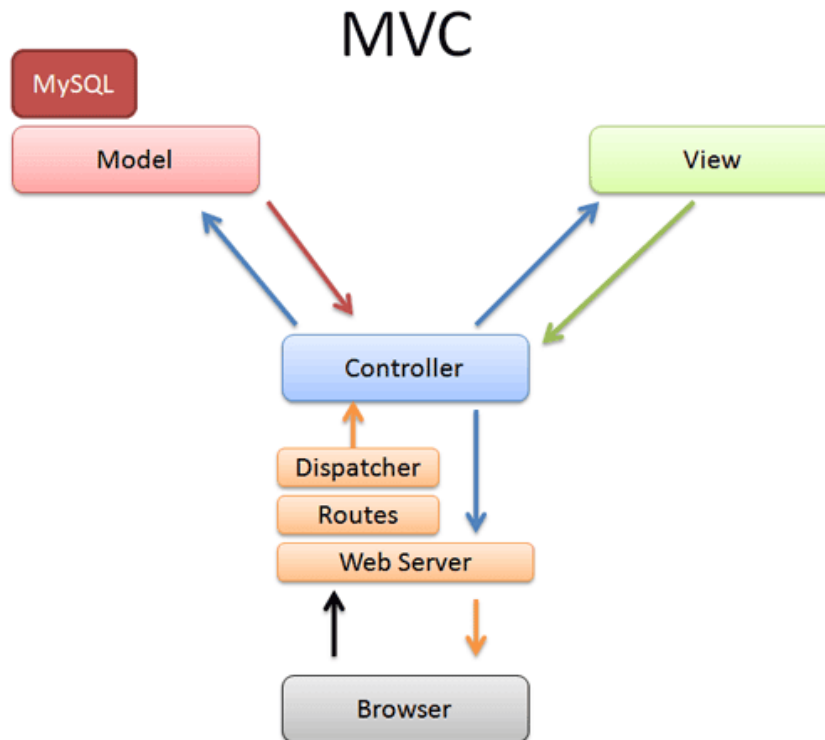 MVC
MySQL
Model
View
Controller
Dispatcher
Routes
Web Server
Browser